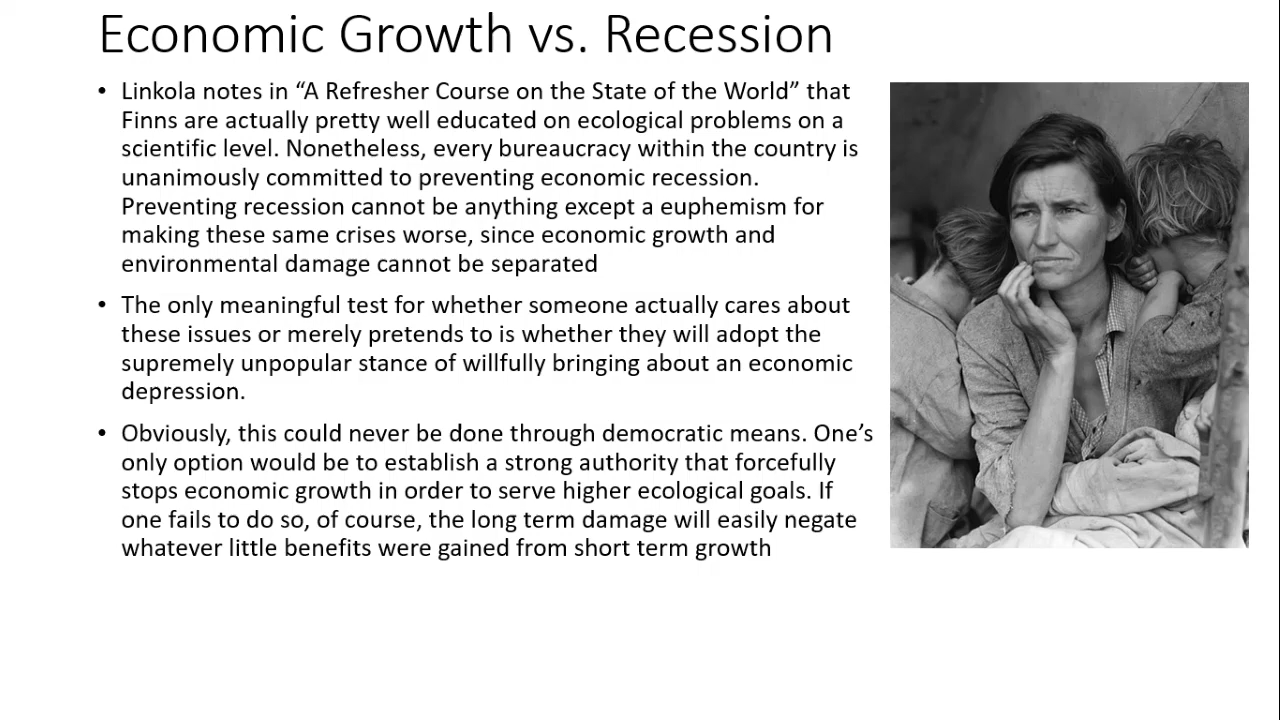 Economic Growth vs. Recession
• Linkola notes in “A Refresher Course on the State of the World” that
Finns are actually pretty well educated on ecological problems on a
scientific level. Nonetheless, every bureaucracy within the country is
unanimously committed to preventing economic recession.
Preventing recession cannot be anything except a euphemism for
making these same crises worse, since economic growth and
environmental damage cannot be separated
• The only meaningful test for whether someone actually cares about
these issues or merely pretends to is whether they will adopt the
supremely unpopular stance of willfully bringing about an economic
depression.
• Obviously, this could never be done through democratic means. One’s
only option would be to establish a strong authority that forcefully
stops economic growth in order to serve higher ecological goals. If
one fails to do so, of course, the long term damage will easily negate
whatever little benefits were gained from short term growth